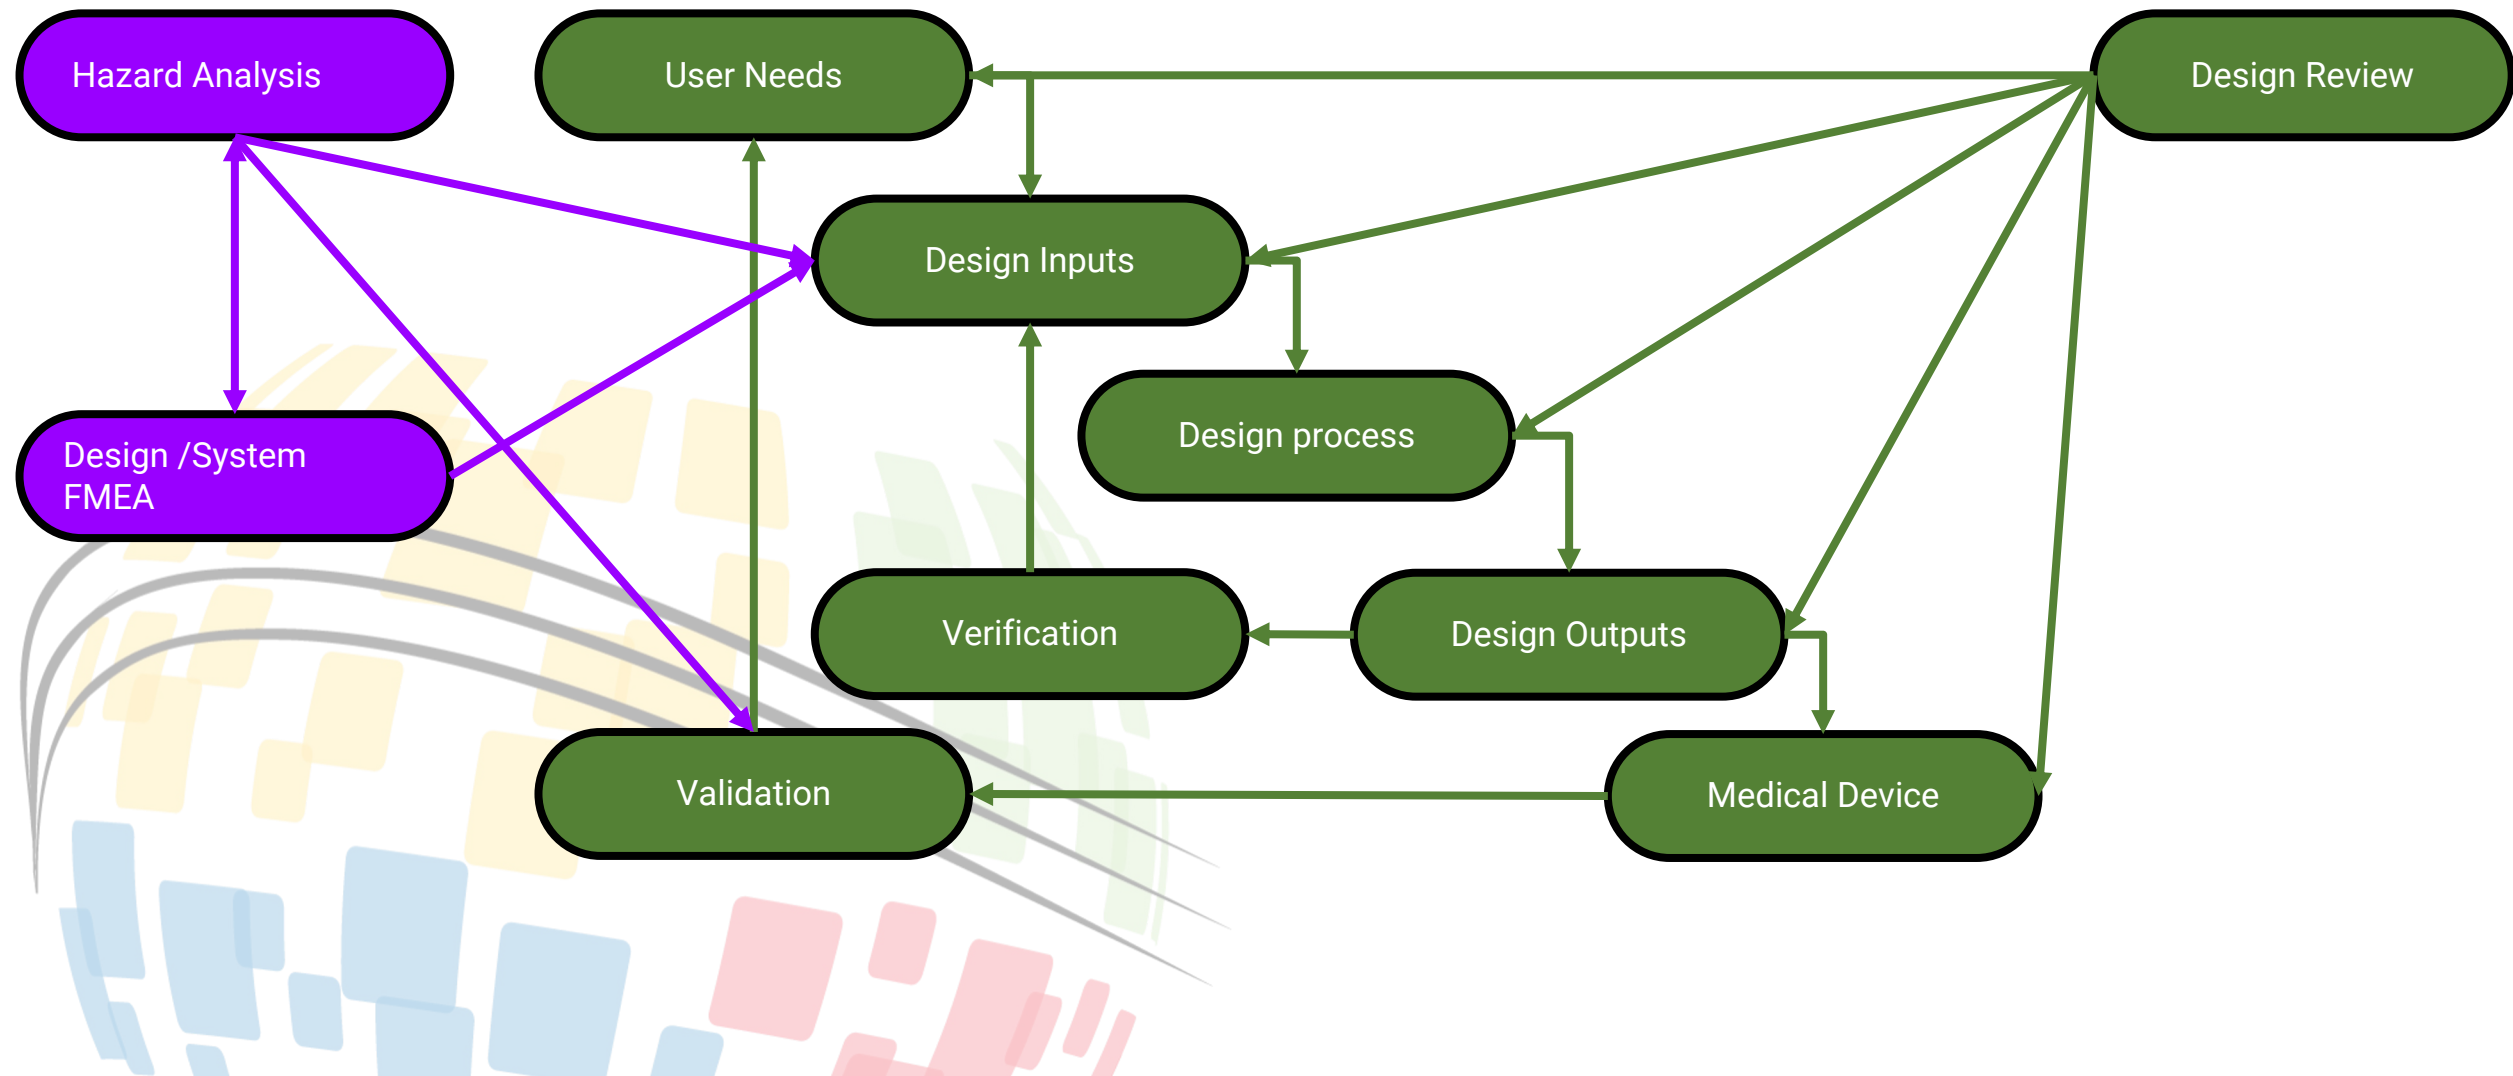 Hazard Analysis
User Needs
Design Review
Design Inputs
Design process
Design /System
FMEA
Verification
Design Outputs
Validation
Medical Device